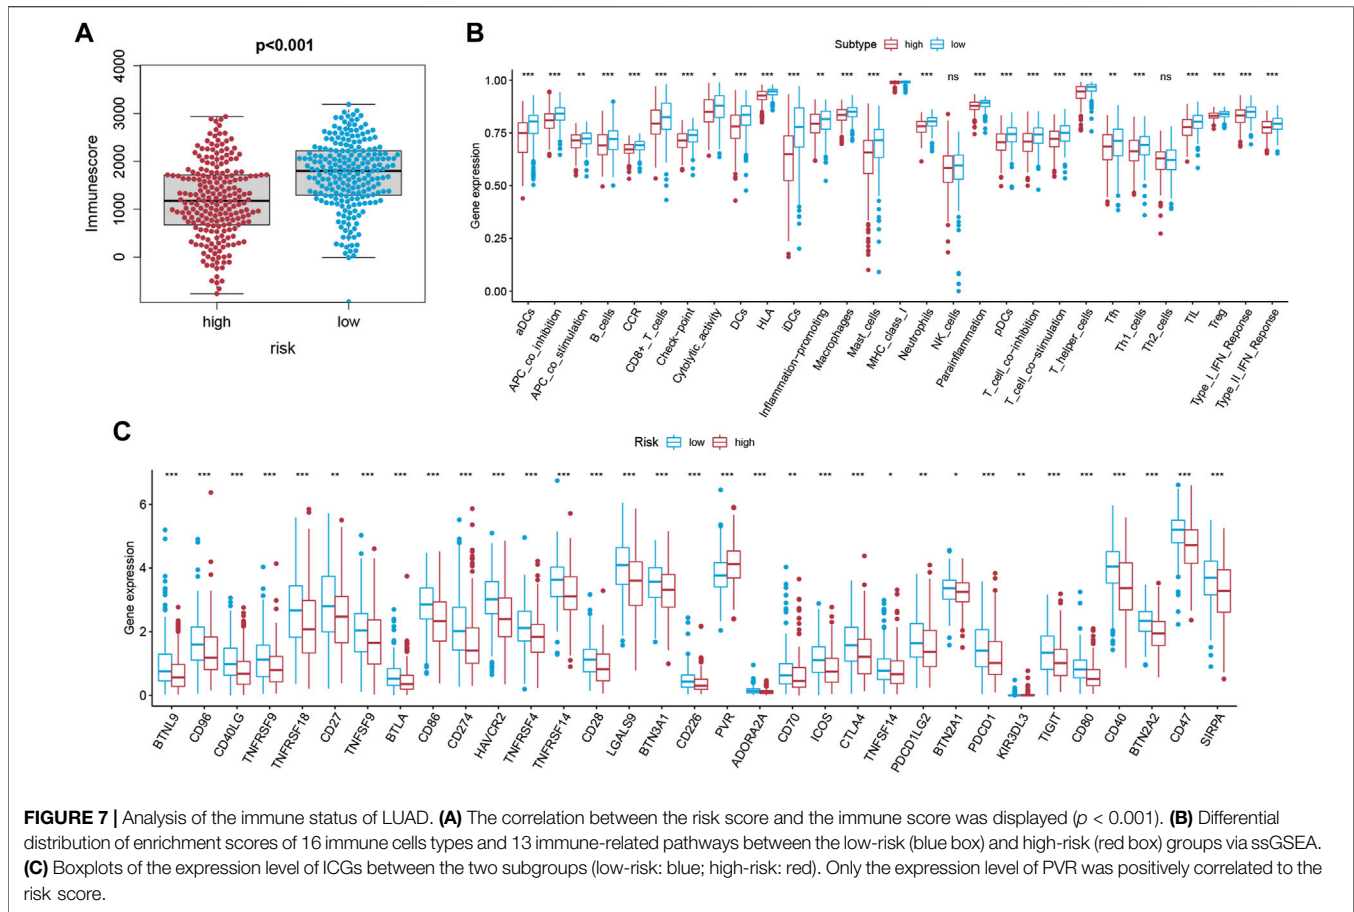 A
p<0.001
Immunescore
4000
3000
2000
1000
0
high
low
risk
B
Subtype high low
*** *** ** *** *** *** *** * *** *** *** ** *** *** * *** ns *** *** *** *** *** ** *** ns *** *** *** ***
Gene expression
1.00
0.75
0.50
0.25
0.00
aDCs
APC_co_inhibition
APC_co_stimulation
B_cells
CCR
CD8+_T_cells
Check-point
Cytolytic_activity
DCs
HLA
iDCs
Inflammation-promoting
Macrophages
Mast_cells
MHC_class_I
Neutrophils
NK_cells
Parainflammation
pDCs
T_cell_co-inhibition
T_cell_co-stimulation
T_helper_cells
Tfh
Th1_cells
Th2_cells
TIL
Treg
Type_I_IFN_Reponse
Type_II_IFN_Reponse
C
Risk low high
*** *** *** *** *** ** *** *** *** *** *** *** *** *** *** *** *** *** *** ** *** *** * ** * *** ** *** *** *** *** *** ***
Gene expression
6
4
2
0
BTNL9
CD96
CD40LG
TNFRSF9
TNFRSF18
CD27
TNFSF9
BTLA
CD86
CD274
HAVCR2
TNFRSF4
TNFRSF14
CD28
LGALS9
BTN3A1
CD226
PVR
ADORA2A
CD70
ICOS
CTLA4
TNFSF14
PDCD1LG2
BTN2A1
PDCD1
KIR3DL3
TIGIT
CD80
CD40
BTN2A2
CD47
SIRPA
FIGURE 7 | Analysis of the immune status of LUAD. (A) The correlation between the risk score and the immune score was displayed (p < 0.001). (B) Differential
distribution of enrichment scores of 16 immune cells types and 13 immune-related pathways between the low-risk (blue box) and high-risk (red box) groups via ssGSEA.
(C) Boxplots of the expression level of ICGs between the two subgroups (low-risk: blue; high-risk: red). Only the expression level of PVR was positively correlated to the
risk score.